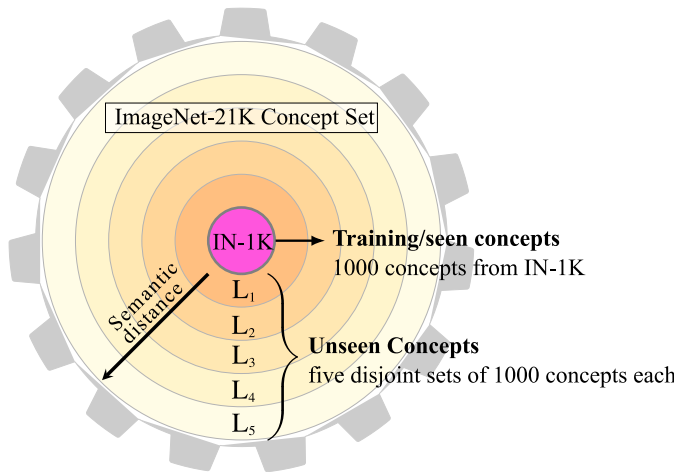 ImageNet-21K Concept Set
IN-1K
Training/seen concepts
1000 concepts from IN-1K
Semantic
distance
L₁
L₂
L₃
L₄
L₅
Unseen Concepts
five disjoint sets of 1000 concepts each